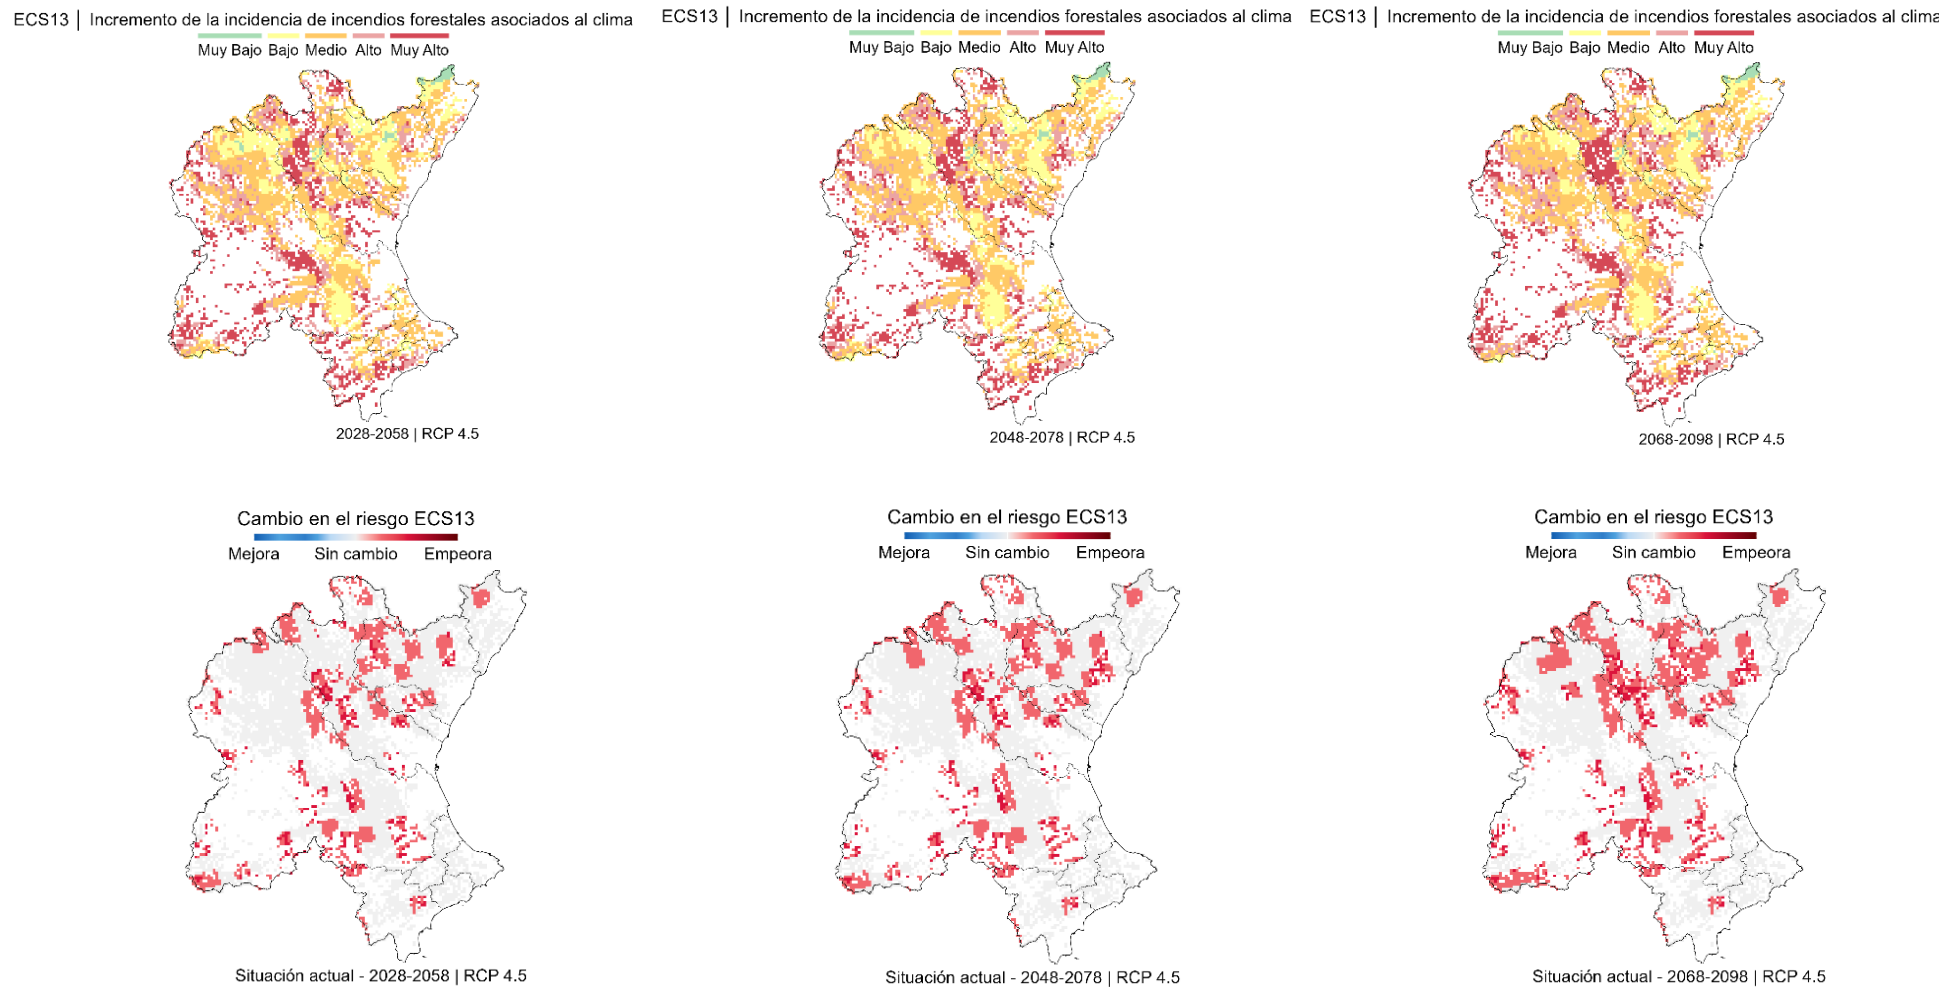 ECS13 | Incremento de la incidencia de incendios forestales asociados al clima
Muy Bajo Bajo Medio Alto Muy Alto
2028-2058 | RCP 4.5
ECS13 | Incremento de la incidencia de incendios forestales asociados al clima
Muy Bajo Bajo Medio Alto Muy Alto
2048-2078 | RCP 4.5
ECS13 | Incremento de la incidencia de incendios forestales asociados al clima
Muy Bajo Bajo Medio Alto Muy Alto
2068-2098 | RCP 4.5
Cambio en el riesgo ECS13
Mejora Sin cambio Empeora
Situación actual - 2028-2058 | RCP 4.5
Cambio en el riesgo ECS13
Mejora Sin cambio Empeora
Situación actual - 2048-2078 | RCP 4.5
Cambio en el riesgo ECS13
Mejora Sin cambio Empeora
Situación actual - 2068-2098 | RCP 4.5